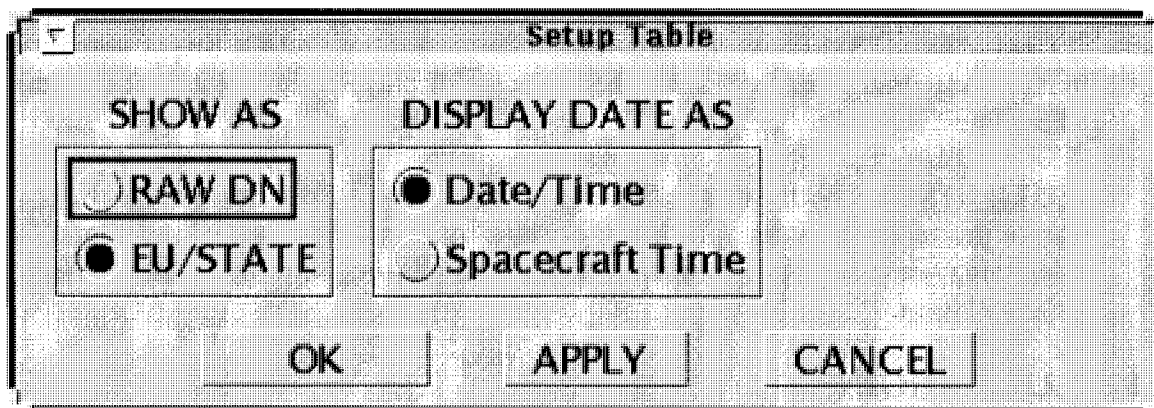 Setup Table
SHOW AS
RAW DN
EU/STATE
DISPLAY DATE AS
Date/Time
Spacecraft Time
OK APPLY CANCEL